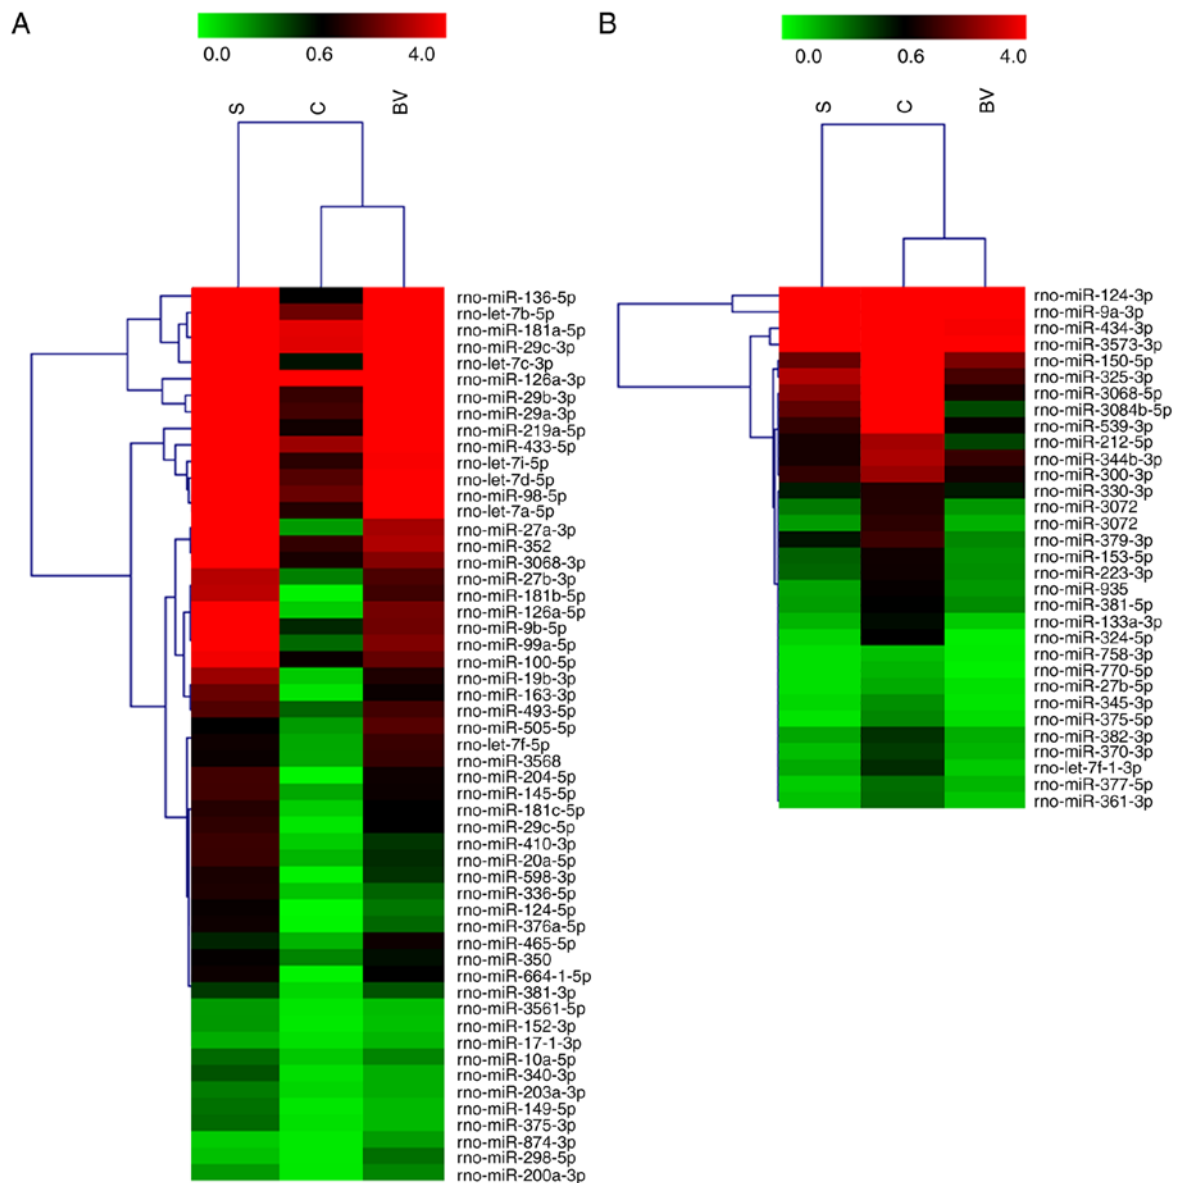 A
0.0 0.6 4.0
S C BV
rno-miR-136-5p
rno-let-7b-5p
rno-miR-181a-5p
rno-miR-29c-3p
rno-let-7c-3p
rno-miR-126a-3p
rno-miR-29b-3p
rno-miR-29a-3p
rno-miR-219a-5p
rno-miR-433-5p
rno-let-7i-5p
rno-let-7d-5p
rno-miR-98-5p
rno-let-7a-5p
rno-miR-27a-3p
rno-miR-352
rno-miR-3068-3p
rno-miR-27b-3p
rno-miR-181b-5p
rno-miR-126a-5p
rno-miR-9b-5p
rno-miR-99a-5p
rno-miR-100-5p
rno-miR-19b-3p
rno-miR-163-3p
rno-miR-493-5p
rno-miR-505-5p
rno-let-7f-5p
rno-miR-3568
rno-miR-204-5p
rno-miR-145-5p
rno-miR-181c-5p
rno-miR-29c-5p
rno-miR-410-3p
rno-miR-20a-5p
rno-miR-598-3p
rno-miR-336-5p
rno-miR-124-5p
rno-miR-376a-5p
rno-miR-465-5p
rno-miR-350
rno-miR-664-1-5p
rno-miR-381-3p
rno-miR-3561-5p
rno-miR-152-3p
rno-miR-17-1-3p
rno-miR-10a-5p
rno-miR-340-3p
rno-miR-203a-3p
rno-miR-149-5p
rno-miR-375-3p
rno-miR-874-3p
rno-miR-298-5p
rno-miR-200a-3p
B
0.0 0.6 4.0
S C BV
rno-miR-124-3p
rno-miR-9a-3p
rno-miR-434-3p
rno-miR-3573-3p
rno-miR-150-5p
rno-miR-325-3p
rno-miR-3068-5p
rno-miR-3084b-5p
rno-miR-539-3p
rno-miR-212-5p
rno-miR-344b-3p
rno-miR-300-3p
rno-miR-330-3p
rno-miR-3072
rno-miR-3072
rno-miR-379-3p
rno-miR-153-5p
rno-miR-223-3p
rno-miR-935
rno-miR-381-5p
rno-miR-133a-3p
rno-miR-324-5p
rno-miR-758-3p
rno-miR-770-5p
rno-miR-27b-5p
rno-miR-345-3p
rno-miR-375-5p
rno-miR-382-3p
rno-miR-370-3p
rno-let-7f-1-3p
rno-miR-377-5p
rno-miR-361-3p